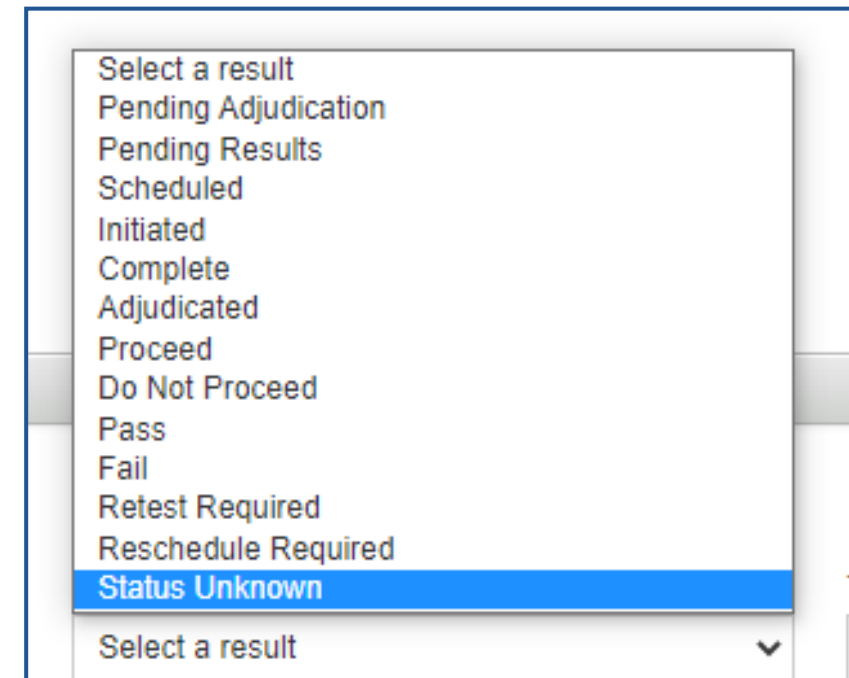 Select a result
Pending Adjudication
Pending Results
Scheduled
Initiated
Complete
Adjudicated
Proceed
Do Not Proceed
Pass
Fail
Retest Required
Reschedule Required
Status Unknown
Select a result